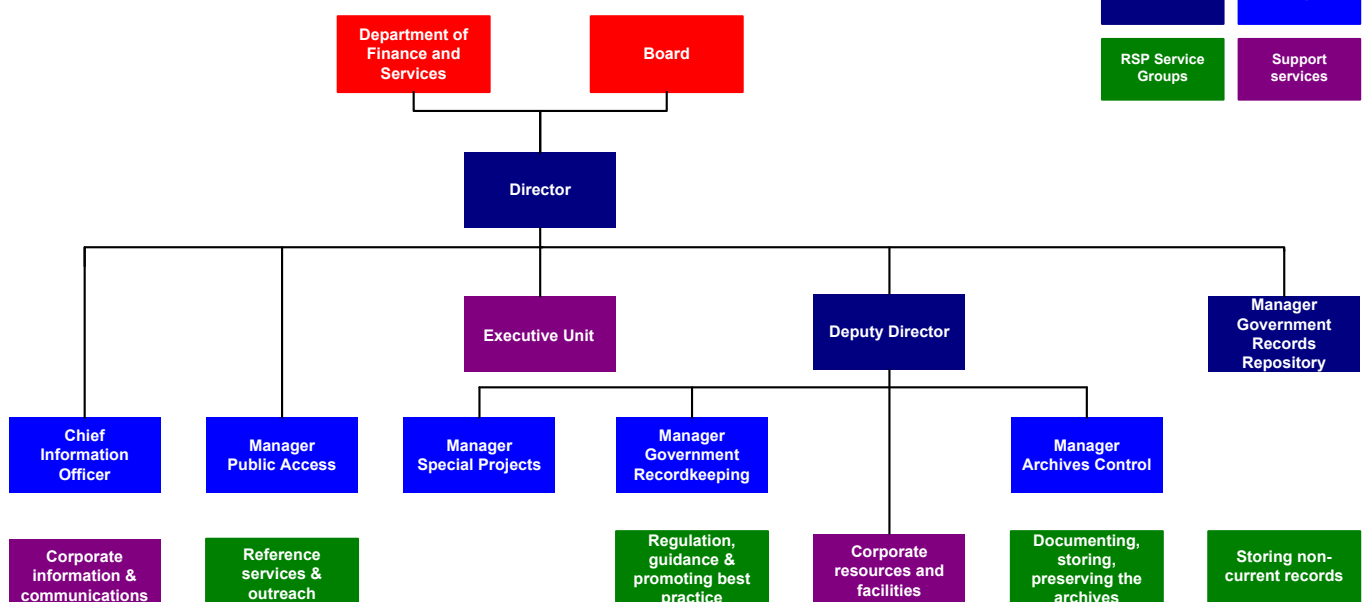 Department of
Finance and
Services
Board
RSP Service
Groups
Support
services
Director
Executive Unit
Deputy Director
Manager
Government
Records
Repository
Chief
Information
Officer
Manager
Public Access
Manager
Special Projects
Manager
Government
Recordkeeping
Manager
Archives Control
Corporate
information &
communications
Reference
services &
outreach
Regulation,
guidance &
promoting best
practice
Corporate
resources and
facilities
Documenting,
storing,
preserving the
archives
Storing non-
current records